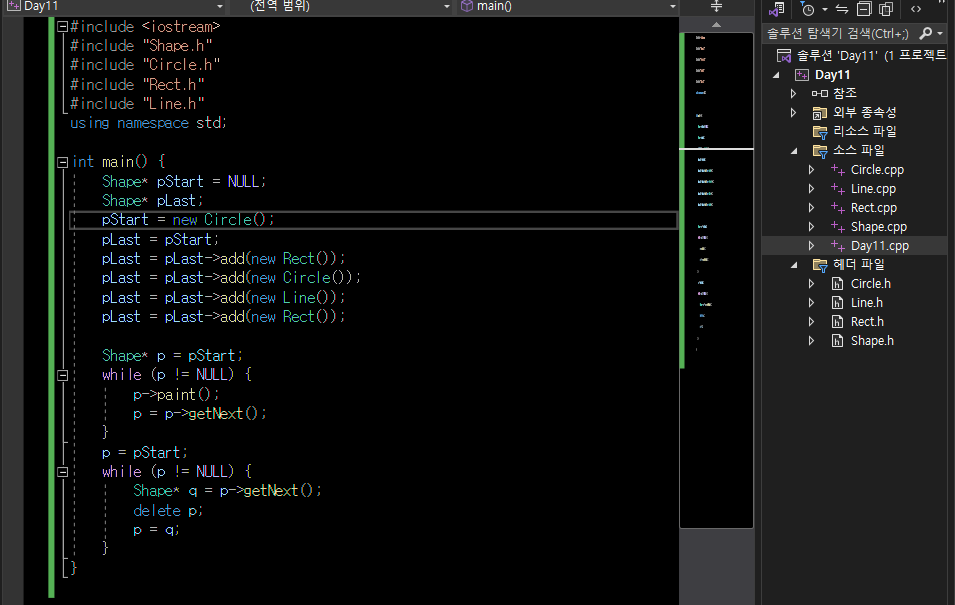 Day11
(전역 범위)
main()
#include <iostream>
#include "Shape.h"
#include "Circle.h"
#include "Rect.h"
#include "Line.h"
using namespace std;
int main() {
Shape* pStart = NULL;
Shape* pLast;
pStart = new Circle();
pLast = pStart;
pLast = pLast->add(new Rect());
pLast = pLast->add(new Circle());
pLast = pLast->add(new Line());
pLast = pLast->add(new Rect());
Shape* p = pStart;
while (p != NULL) {
p->paint();
p = p->getNext();
}
p = pStart;
while (p != NULL) {
Shape* q = p->getNext();
delete p;
p = q;
}
}
솔루션 탐색기 검색(Ctrl+;)
솔루션 'Day11' (1 프로젝트
Day11
참조
외부 종속성
리소스 파일
소스 파일
Circle.cpp
Line.cpp
Rect.cpp
Shape.cpp
Day11.cpp
헤더 파일
Circle.h
Line.h
Rect.h
Shape.h